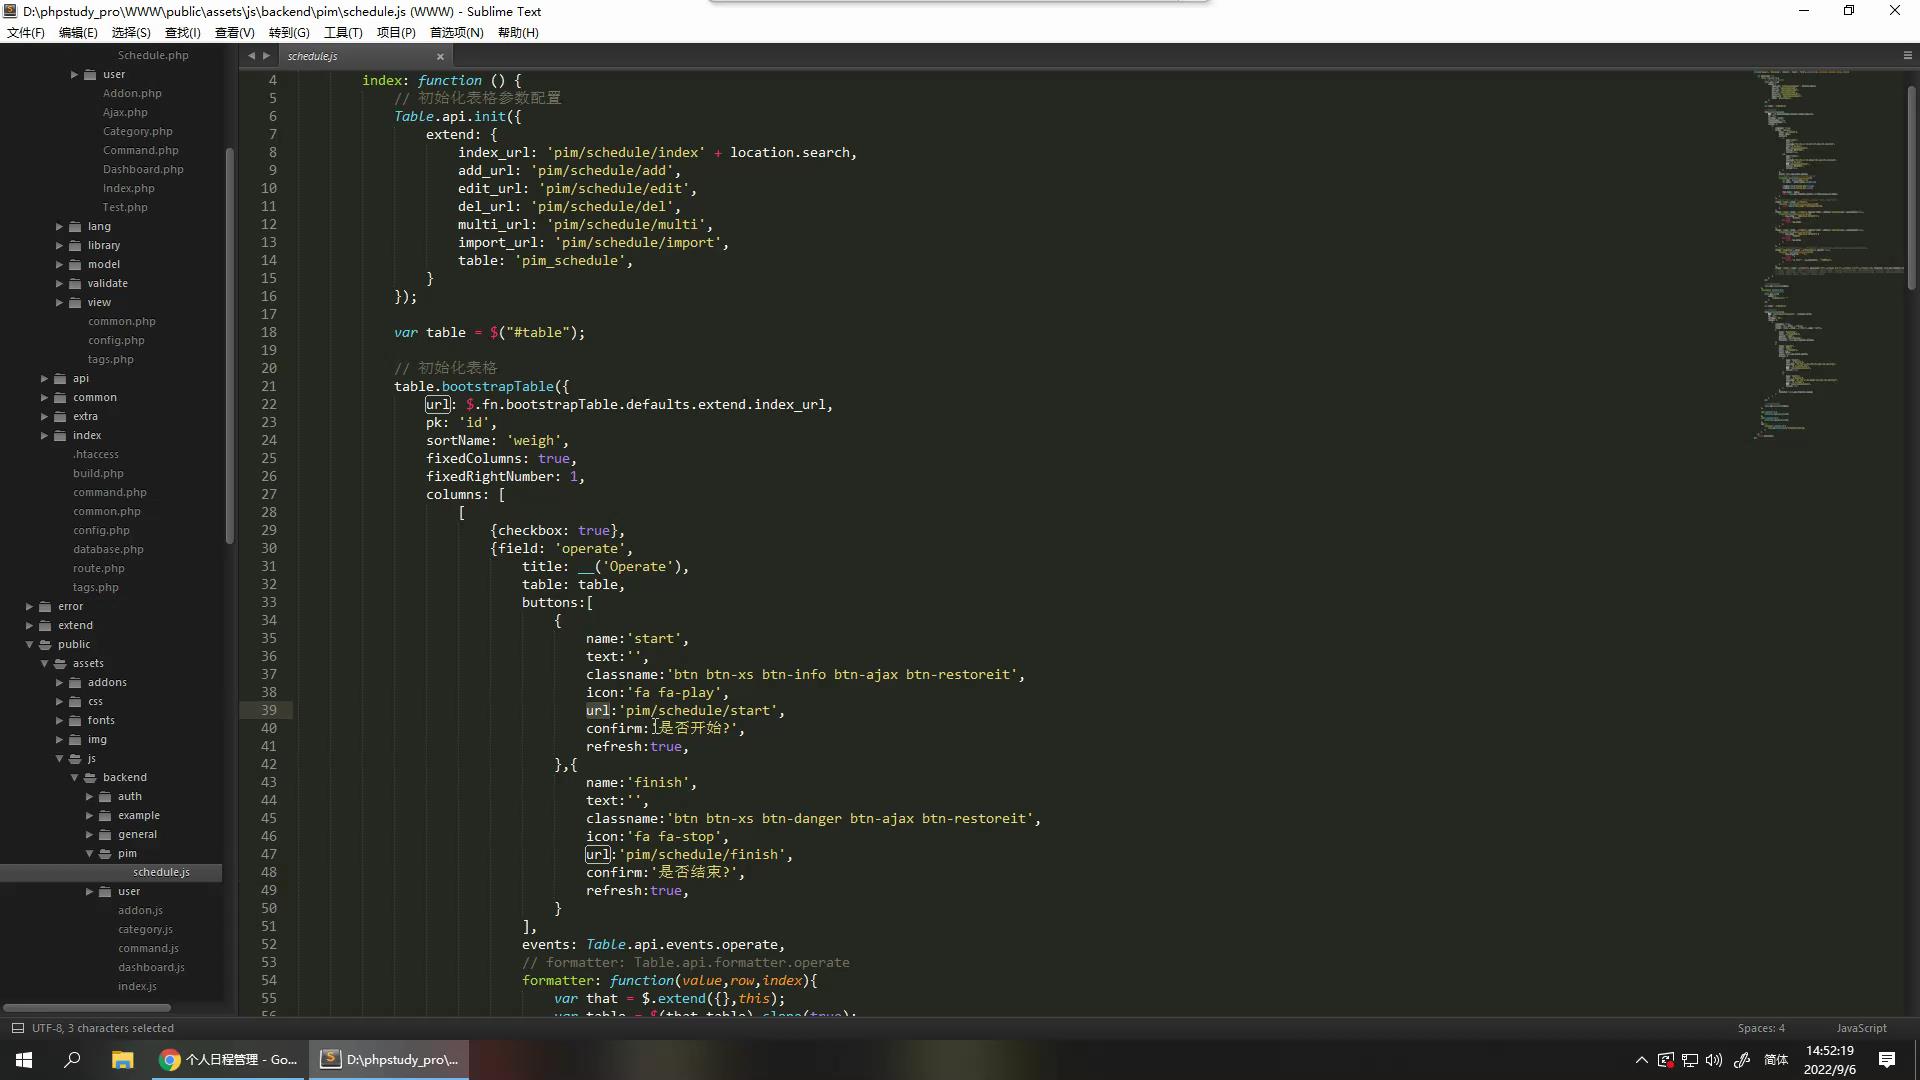 D:\phpstudy_pro\WWW\public\assets\js\backend\pim\schedule.js (WWW) - Sublime Text
文件(F) 编辑(E) 选择(S) 查找(I) 查看(V) 转到(G) 工具(T) 项目(P) 首选项(N) 帮助(H)
Schedule.php
user
Addon.php
Ajax.php
Category.php
Command.php
Dashboard.php
Index.php
Test.php
lang
library
model
validate
view
common.php
config.php
tags.php
api
common
extra
index
.htaccess
build.php
command.php
common.php
config.php
database.php
route.php
tags.php
error
extend
public
assets
addons
css
fonts
img
js
backend
auth
example
general
pim
schedule.js
user
addon.js
category.js
command.js
dashboard.js
index.js
schedule.js
4 index: function () {
5 // 初始化表格参数配置
6 Table.api.init({
7 extend: {
8 index_url: 'pim/schedule/index' + location.search,
9 add_url: 'pim/schedule/add',
10 edit_url: 'pim/schedule/edit',
11 del_url: 'pim/schedule/del',
12 multi_url: 'pim/schedule/multi',
13 import_url: 'pim/schedule/import',
14 table: 'pim_schedule',
15 }
16 });
17
18 var table = $("#table");
19
20 // 初始化表格
21 table.bootstrapTable({
22 url: $.fn.bootstrapTable.defaults.extend.index_url,
23 pk: 'id',
24 sortName: 'weigh',
25 fixedColumns: true,
26 fixedRightNumber: 1,
27 columns: [
28 [
29 {checkbox: true},
30 {field: 'operate',
31 title: __('Operate'),
32 table: table,
33 buttons:[
34 {
35 name:'start',
36 text:'',
37 classname:'btn btn-xs btn-info btn-ajax btn-restoreit',
38 icon:'fa fa-play',
39 url:'pim/schedule/start',
40 confirm:'是否开始?',
41 refresh:true,
42 },{
43 name:'finish',
44 text:'',
45 classname:'btn btn-xs btn-danger btn-ajax btn-restoreit',
46 icon:'fa fa-stop',
47 url:'pim/schedule/finish',
48 confirm:'是否结束?',
49 refresh:true,
50 }
51 ],
52 events: Table.api.events.operate,
53 // formatter: Table.api.formatter.operate
54 formatter: function(value,row,index){
55 var that = $.extend({},this);
56 var table = $(that.table).clone(true);
UTF-8, 3 characters selected
Spaces: 4
JavaScript
个人日程管理 - Go...
D:\phpstudy_pro\...
简体
14:52:19
2022/9/6